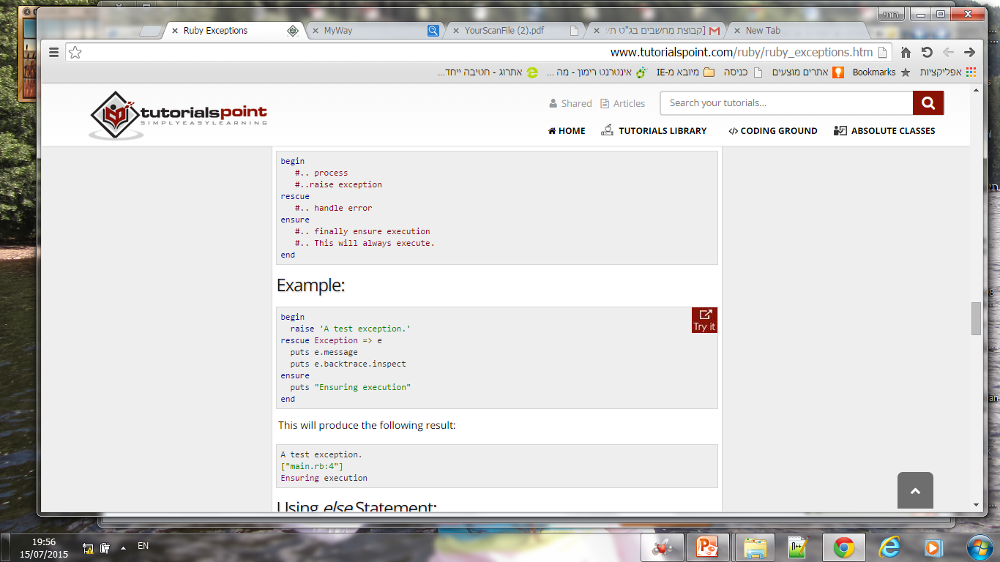 חתי
Ruby Exceptions
MyWay
YourScanFile (2).pdf
[קבוצת מחשבים בג"ט תש
New Tab
www.tutorialspoint.com/ruby/ruby_exceptions.htm
אפליקציות
Bookmarks
אתרים מוצעים
כניסה
מיובא מ-IE
אינטרנט רימון - מה ...
אתרוג - חטיבה ייחד...
tutorialspoint
SIMPLYEASYLEARNING
Shared
Articles
Search your tutorials...
HOME
TUTORIALS LIBRARY
CODING GROUND
ABSOLUTE CLASSES
begin
#.. process
#..raise exception
rescue
#.. handle error
ensure
#.. finally ensure execution
#.. This will always execute.
end
Example:
Try it
begin
raise 'A test exception.'
rescue Exception => e
puts e.message
puts e.backtrace.inspect
ensure
puts "Ensuring execution"
end
This will produce the following result:
A test exception.
["main.rb:4"]
Ensuring execution
Using else Statement:
19:56
15/07/2015
EN